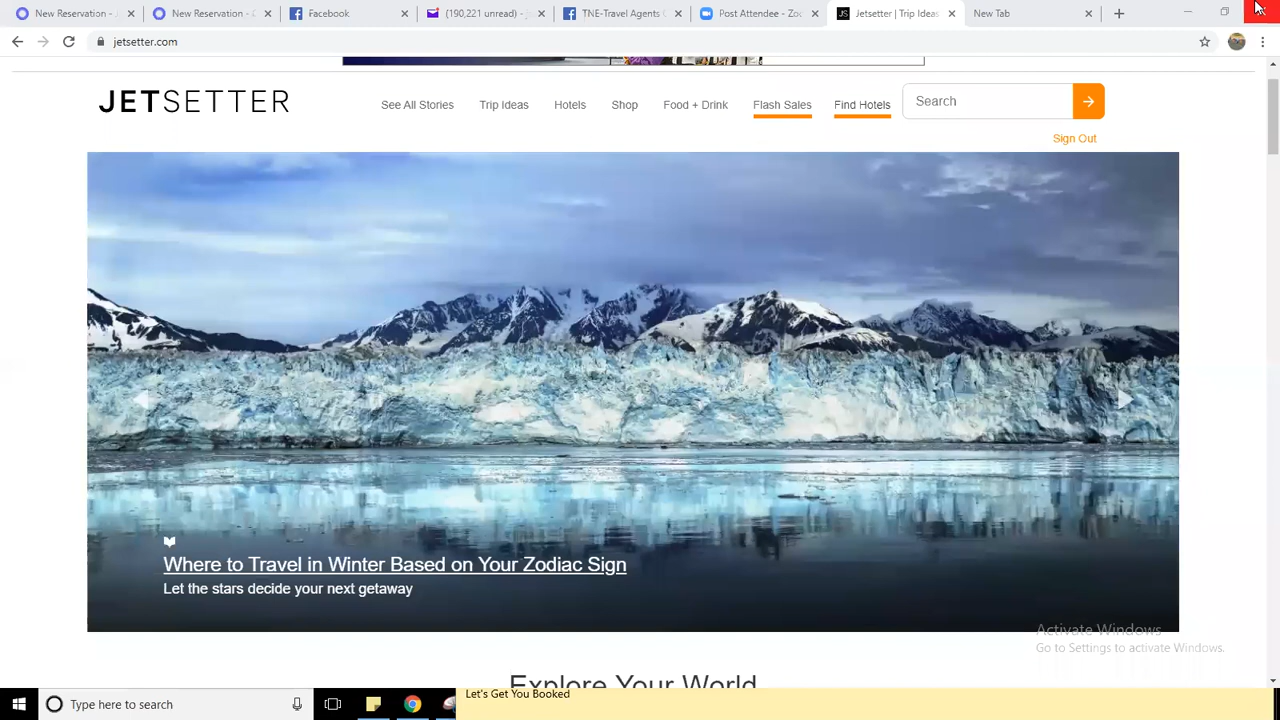 New Reservation -
New Reservation -
Facebook
(190,221 unread) -
TNE-Travel Agents
Post Attendee - Zo
Jetsetter | Trip Ideas
New Tab
jetsetter.com
JETSETTER
See All Stories
Trip Ideas
Hotels
Shop
Food + Drink
Flash Sales
Find Hotels
Search
Sign Out
Where to Travel in Winter Based on Your Zodiac Sign
Let the stars decide your next getaway
Activate Windows
Go to Settings to activate Windows.
Explore Your World
Type here to search
Let's Get You Booked